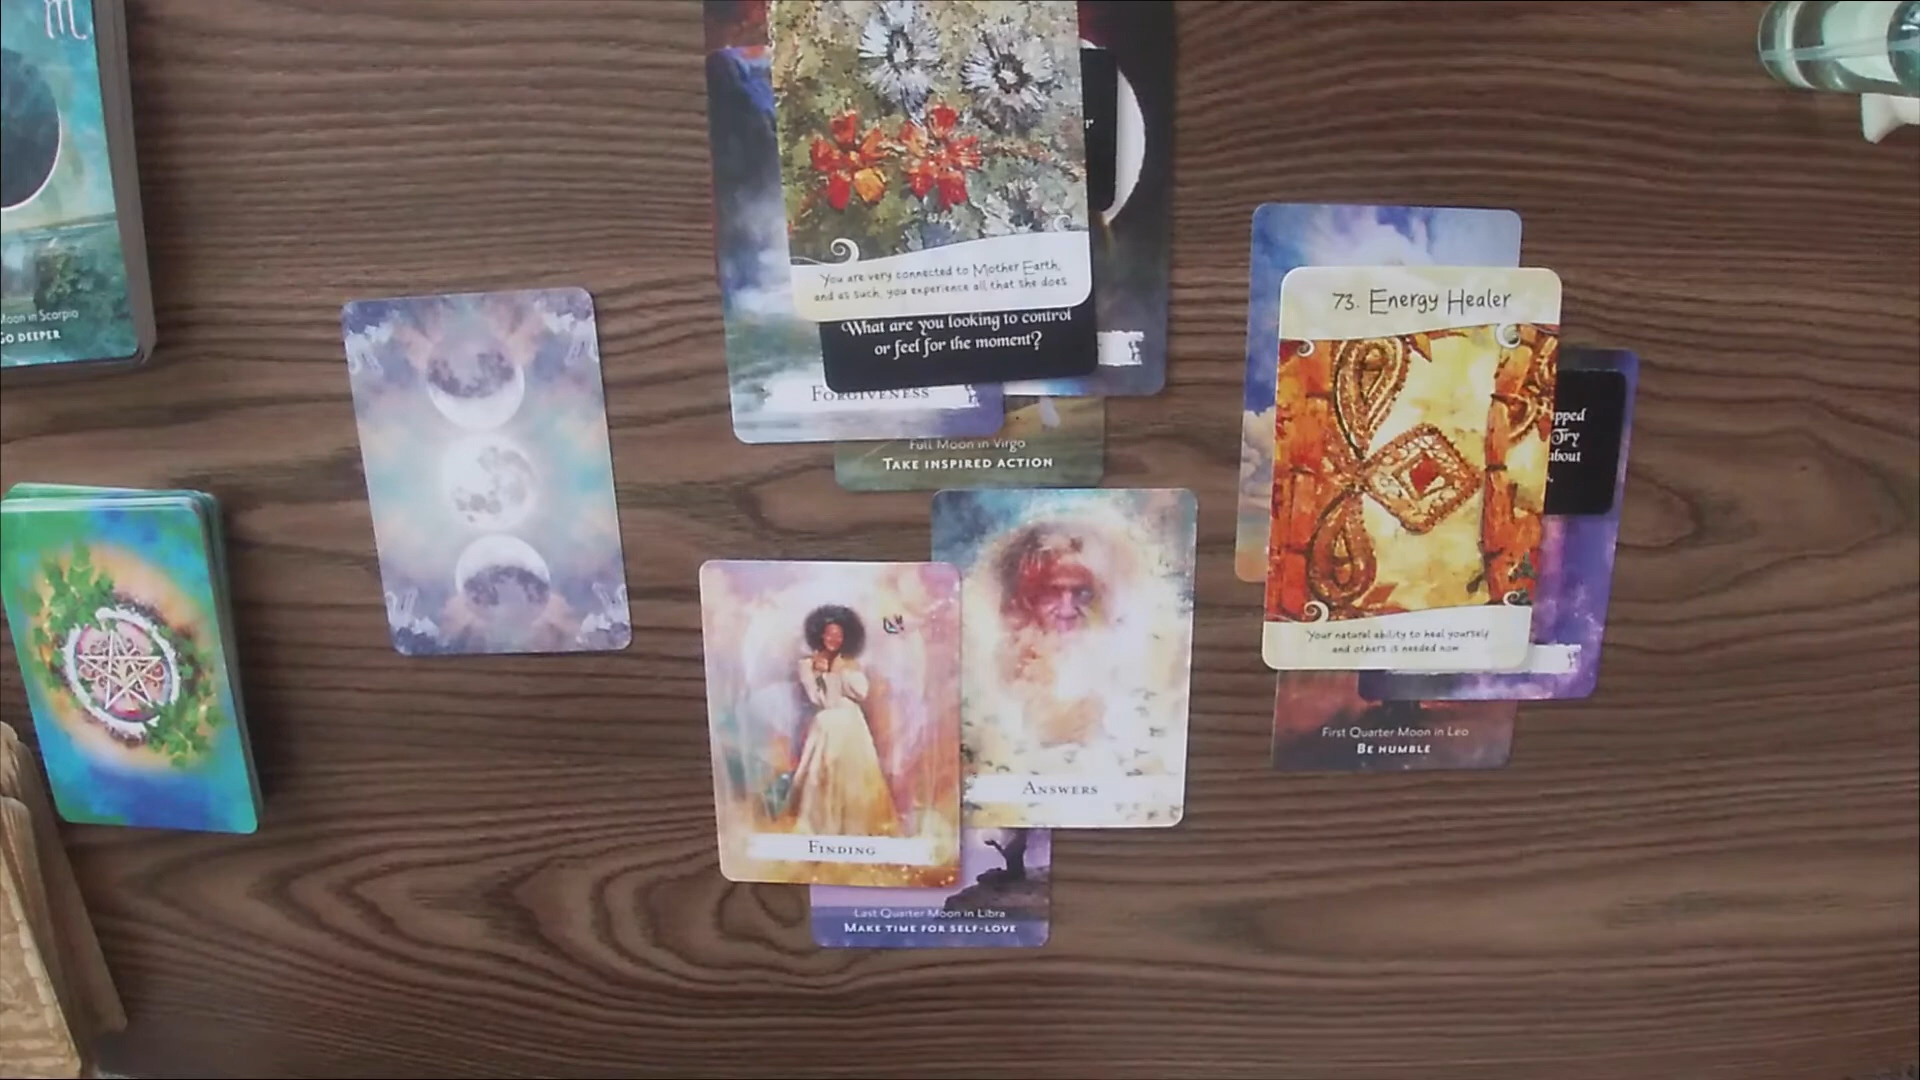 Moon in Scorpio
GO DEEPER
You are very connected to Mother Earth,
and as such, you experience all that she does
What are you looking to control
or feel for the moment?
FORGIVENESS
Full Moon in Virgo
TAKE INSPIRED ACTION
73. Energy Healer
Your natural ability to heal yourself
and others is needed now
Try
about
First Quarter Moon in Leo
BE HUMBLE
FINDING
ANSWERS
Last Quarter Moon in Libra
MAKE TIME FOR SELF-LOVE